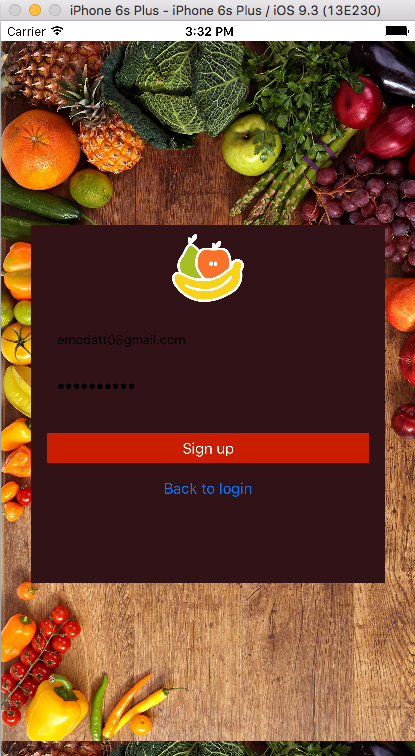 iPhone 6s Plus - iPhone 6s Plus / iOS 9.3 (13E230)
Carrier 3:32 PM
emodatt08gmail.com
••••••••••
Sign up
Back to login